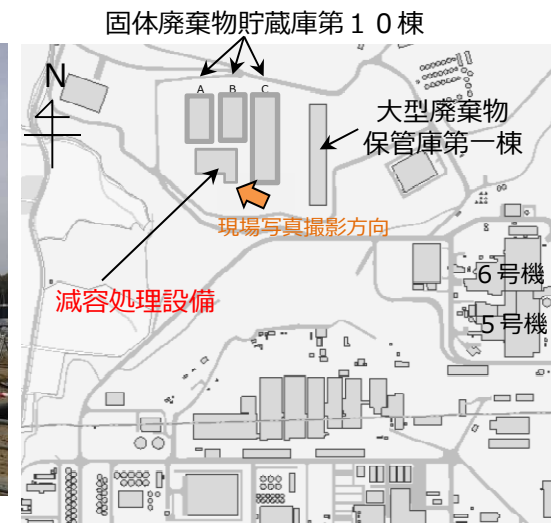 固体廃棄物貯蔵庫第１０棟
N
A B C
大型廃棄物
保管庫第一棟
現場写真撮影方向
減容処理設備
６号機
５号機